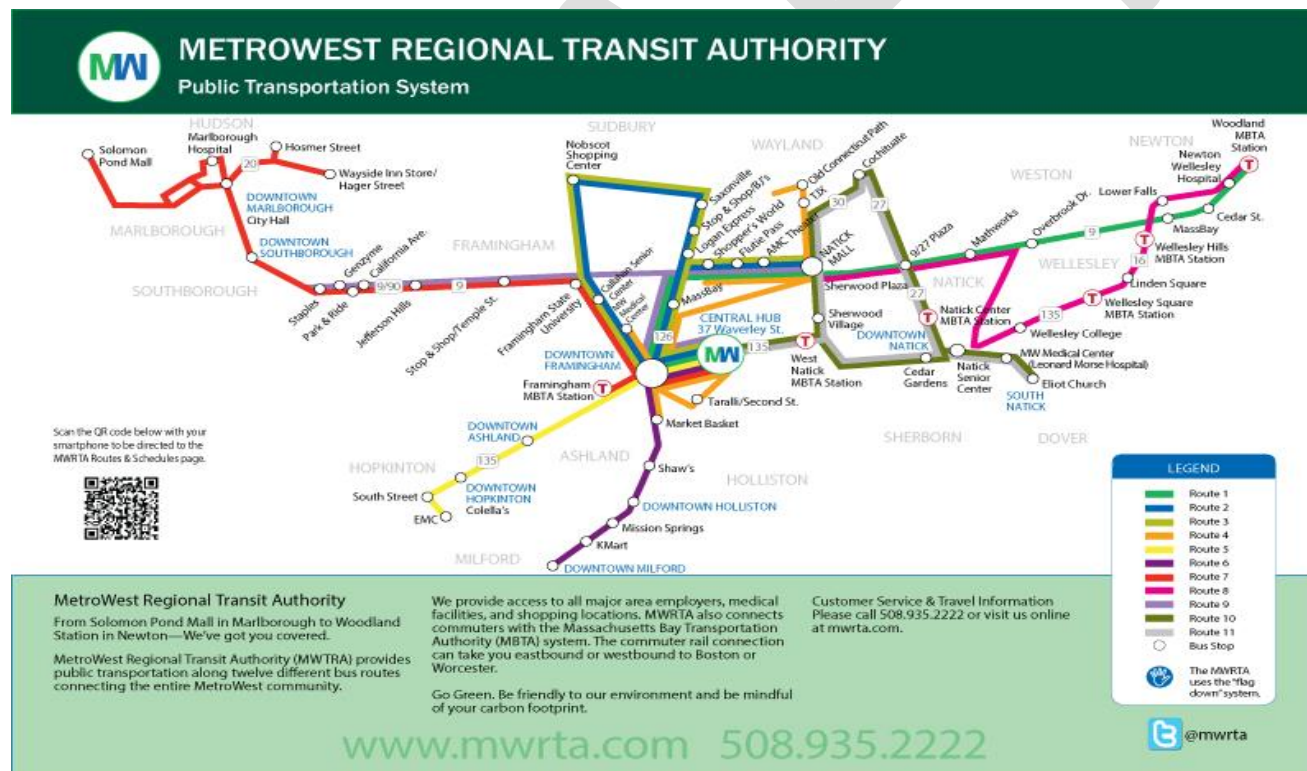 MW
METROWEST REGIONAL TRANSIT AUTHORITY
Public Transportation System
HUDSON
SUDBURY
WAYLAND
NEWTON
WESTON
MARLBOROUGH
SOUTHBOROUGH
FRAMINGHAM
WELLESLEY
NATICK
SHERBORN
DOVER
HOPKINTON
ASHLAND
HOLLISTON
MILFORD
Solomon
Pond Mall
Marlborough
Hospital
20
Hosmer Street
Wayside Inn Store/
Hager Street
DOWNTOWN
MARLBOROUGH
City Hall
DOWNTOWN
SOUTHBOROUGH
Staples
Genzyme
Park & Ride
California Ave.
9/90
Jefferson Hills
9
Stop & Shop/Temple St.
Framingham State
University
Nobscot
Shopping
Center
Callahan Senior
Center
MW
Medical
Center
Saxonville
Stop & Shop/BJ's
Logan Express
Shopper's World
Flutie Pass
AMC Theater
Old Connecticut Path
TJX
Cochituate
30
27
NATICK
MALL
MassBay
126
CENTRAL HUB
37 Waverley St.
MW
135
Sherwood Plaza
Sherwood
Village
9/27 Plaza
27
Mathworks
Overbrook Dr.
9
Lower Falls
Newton
Wellesley
Hospital
Woodland
MBTA
Station
T
Cedar St.
MassBay
T
Wellesley Hills
MBTA Station
16
Linden Square
T
Wellesley Square
MBTA Station
135
Wellesley College
T
Natick Center
MBTA Station
DOWNTOWN
NATICK
T
West
Natick
MBTA Station
Cedar
Gardens
Natick
Senior
Center
MW Medical Center
(Leonard Morse Hospital)
Eliot Church
SOUTH
NATICK
DOWNTOWN
FRAMINGHAM
Framingham
MBTA Station
T
Taralli/Second St.
Market Basket
Shaw's
DOWNTOWN HOLLISTON
Mission Springs
KMart
DOWNTOWN MILFORD
DOWNTOWN
ASHLAND
135
DOWNTOWN
HOPKINTON
Colella's
South Street
EMC
Scan the QR code below with your
smartphone to be directed to the
MWRTA Routes & Schedules page.
LEGEND
Route 1
Route 2
Route 3
Route 4
Route 5
Route 6
Route 7
Route 8
Route 9
Route 10
Route 11
Bus Stop
The MWRTA
uses the "flag
down" system.
@mwrta
MetroWest Regional Transit Authority
From Solomon Pond Mall in Marlborough to Woodland
Station in Newton—We've got you covered.
MetroWest Regional Transit Authority (MWTRA) provides
public transportation along twelve different bus routes
connecting the entire MetroWest community.
We provide access to all major area employers, medical
facilities, and shopping locations. MWRTA also connects
commuters with the Massachusetts Bay Transportation
Authority (MBTA) system. The commuter rail connection
can take you eastbound or westbound to Boston or
Worcester.
Go Green. Be friendly to our environment and be mindful
of your carbon footprint.
Customer Service & Travel Information
Please call 508.935.2222 or visit us online
at mwrta.com.
www.mwrta.com 508.935.2222